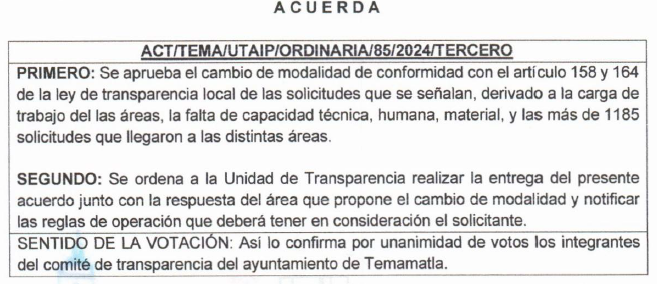 ACUERDA
ACT/TEMA/UTAIP/ORDINARIA/85/2024/TERCERO
PRIMERO: Se aprueba el cambio de modalidad de conformidad con el artículo 158 y 164
de la ley de transparencia local de las solicitudes que se señalan, derivado a la carga de
trabajo del las áreas, la falta de capacidad técnica, humana, material, y las más de 1185
solicitudes que llegaron a las distintas áreas.
SEGUNDO: Se ordena a la Unidad de Transparencia realizar la entrega del presente
acuerdo junto con la respuesta del área que propone el cambio de modalidad y notificar
las reglas de operación que deberá tener en consideración el solicitante.
SENTIDO DE LA VOTACIÓN: Así lo confirma por unanimidad de votos los integrantes
del comité de transparencia del ayuntamiento de Temamatla.